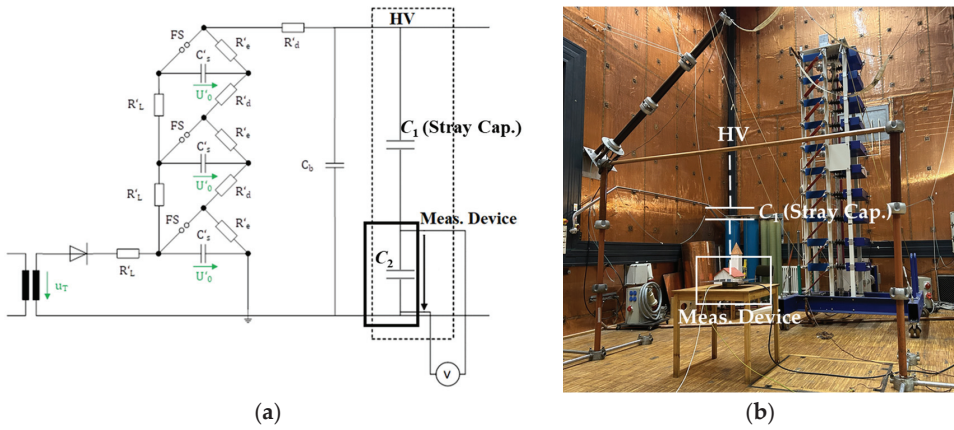 HV
FS
R'e
R'd
C's
U'0
R'd
R'L
FS
R'e
C's
U'0
Cb
C1 (Stray Cap.)
R'd
R'L
FS
R'e
C's
U'0
R'L
uT
Meas. Device
C2
V
(a)
HV
C1 (Stray Cap.)
Meas. Device
(b)